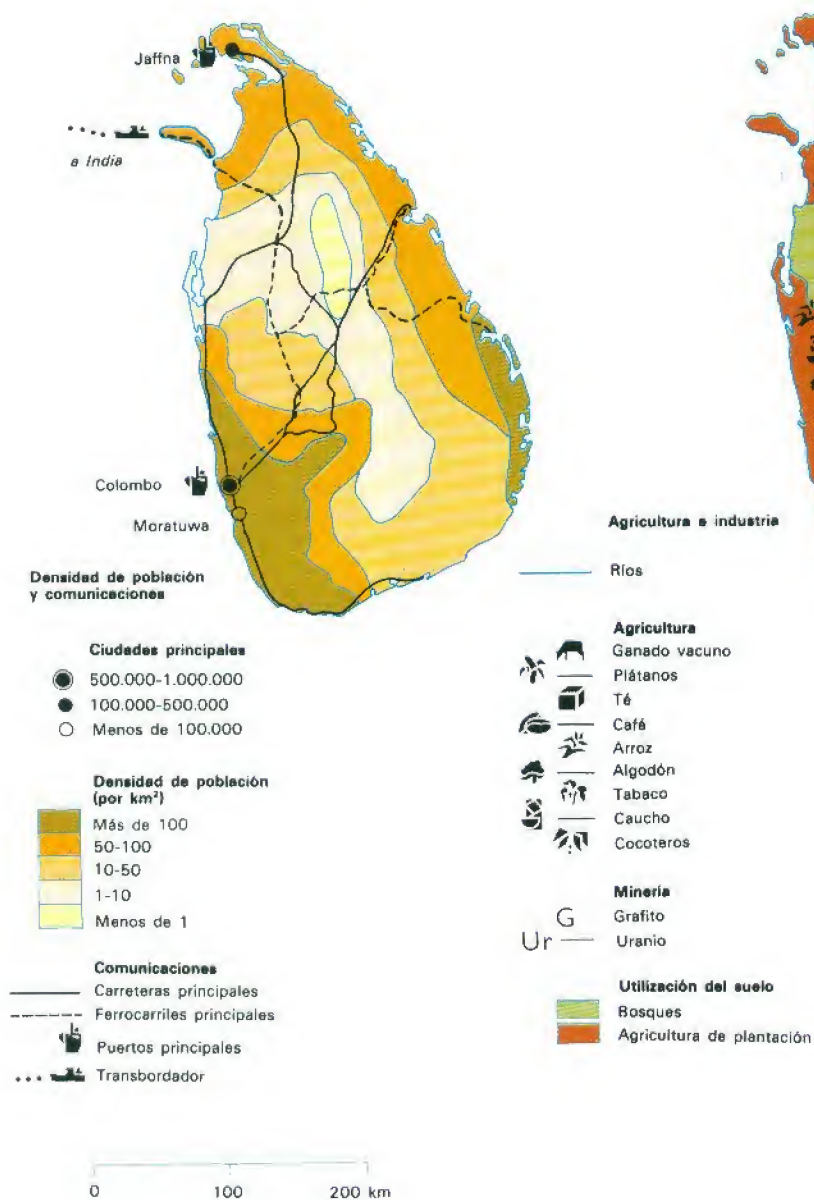 Jaffna
a India
Colombo
Moratuwa
Densidad de población
y comunicaciones
Ciudades principales
500.000-1.000.000
100.000-500.000
Menos de 100.000
Densidad de población
(por km²)
Más de 100
50-100
10-50
1-10
Menos de 1
Comunicaciones
Carreteras principales
Ferrocarriles principales
Puertos principales
Transbordador
0 100 200 km
Agricultura e industria
Ríos
Agricultura
Ganado vacuno
Plátanos
Té
Café
Arroz
Algodón
Tabaco
Caucho
Cocoteros
Minería
G Grafito
Ur Uranio
Utilización del suelo
Bosques
Agricultura de plantación